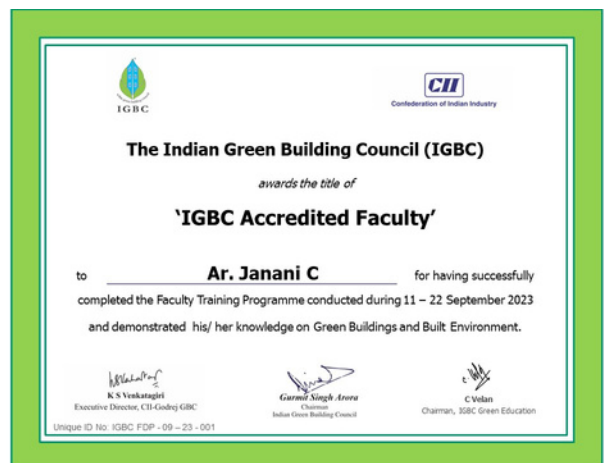 IGBC
CII
Confederation of Indian Industry
The Indian Green Building Council (IGBC)
awards the title of
‘IGBC Accredited Faculty’
to Ar. Janani C for having successfully
completed the Faculty Training Programme conducted during 11 – 22 September 2023
and demonstrated his/ her knowledge on Green Buildings and Built Environment.
K S Venkatagiri
Executive Director, CII-Godrej GBC
Gurmit Singh Arora
Chairman
Indian Green Building Council
C Velan
Chairman, IGBC Green Education
Unique ID No: IGBC FDP - 09 – 23 - 001